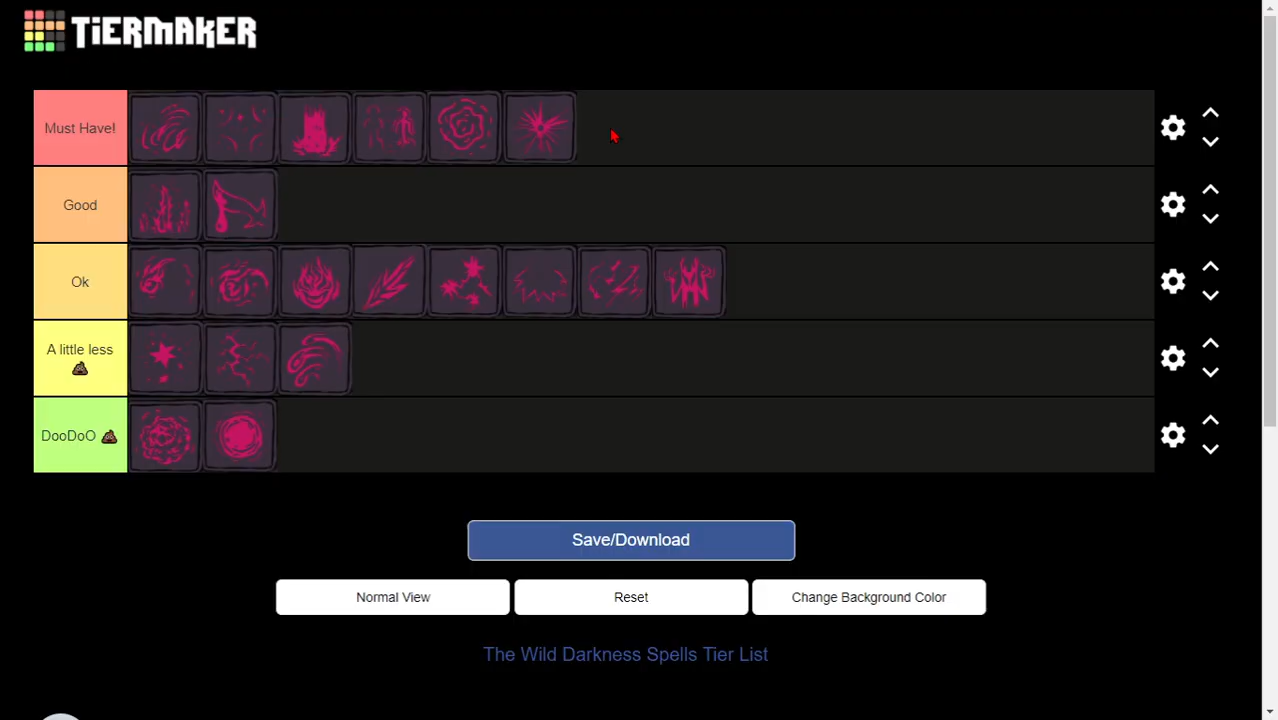 TiERMAKER
Must Have!
Good
Ok
A little less
💩
DooDoO 💩
Save/Download
Normal View
Reset
Change Background Color
The Wild Darkness Spells Tier List